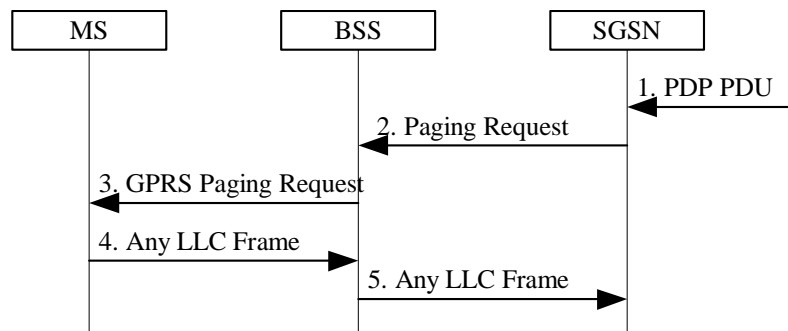 MS
BSS
SGSN
1. PDP PDU
2. Paging Request
3. GPRS Paging Request
4. Any LLC Frame
5. Any LLC Frame